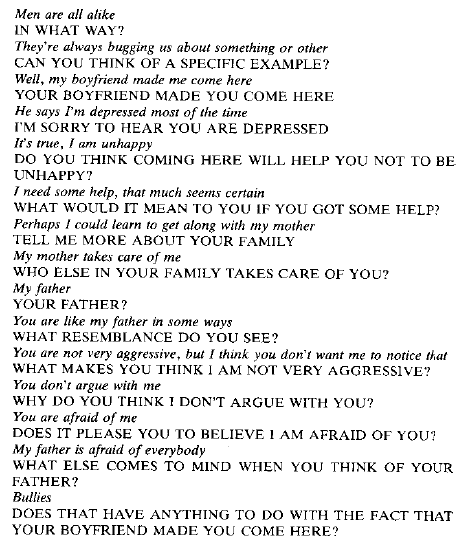 Men are all alike
IN WHAT WAY?
They're always bugging us about something or other
CAN YOU THINK OF A SPECIFIC EXAMPLE?
Well, my boyfriend made me come here
YOUR BOYFRIEND MADE YOU COME HERE
He says I'm depressed most of the time
I'M SORRY TO HEAR YOU ARE DEPRESSED
It's true, I am unhappy
DO YOU THINK COMING HERE WILL HELP YOU NOT TO BE
UNHAPPY?
I need some help, that much seems certain
WHAT WOULD IT MEAN TO YOU IF YOU GOT SOME HELP?
Perhaps I could learn to get along with my mother
TELL ME MORE ABOUT YOUR FAMILY
My mother takes care of me
WHO ELSE IN YOUR FAMILY TAKES CARE OF YOU?
My father
YOUR FATHER?
You are like my father in some ways
WHAT RESEMBLANCE DO YOU SEE?
You are not very aggressive, but I think you don't want me to notice that
WHAT MAKES YOU THINK I AM NOT VERY AGGRESSIVE?
You don't argue with me
WHY DO YOU THINK I DON'T ARGUE WITH YOU?
You are afraid of me
DOES IT PLEASE YOU TO BELIEVE I AM AFRAID OF YOU?
My father is afraid of everybody
WHAT ELSE COMES TO MIND WHEN YOU THINK OF YOUR
FATHER?
Bullies
DOES THAT HAVE ANYTHING TO DO WITH THE FACT THAT
YOUR BOYFRIEND MADE YOU COME HERE?